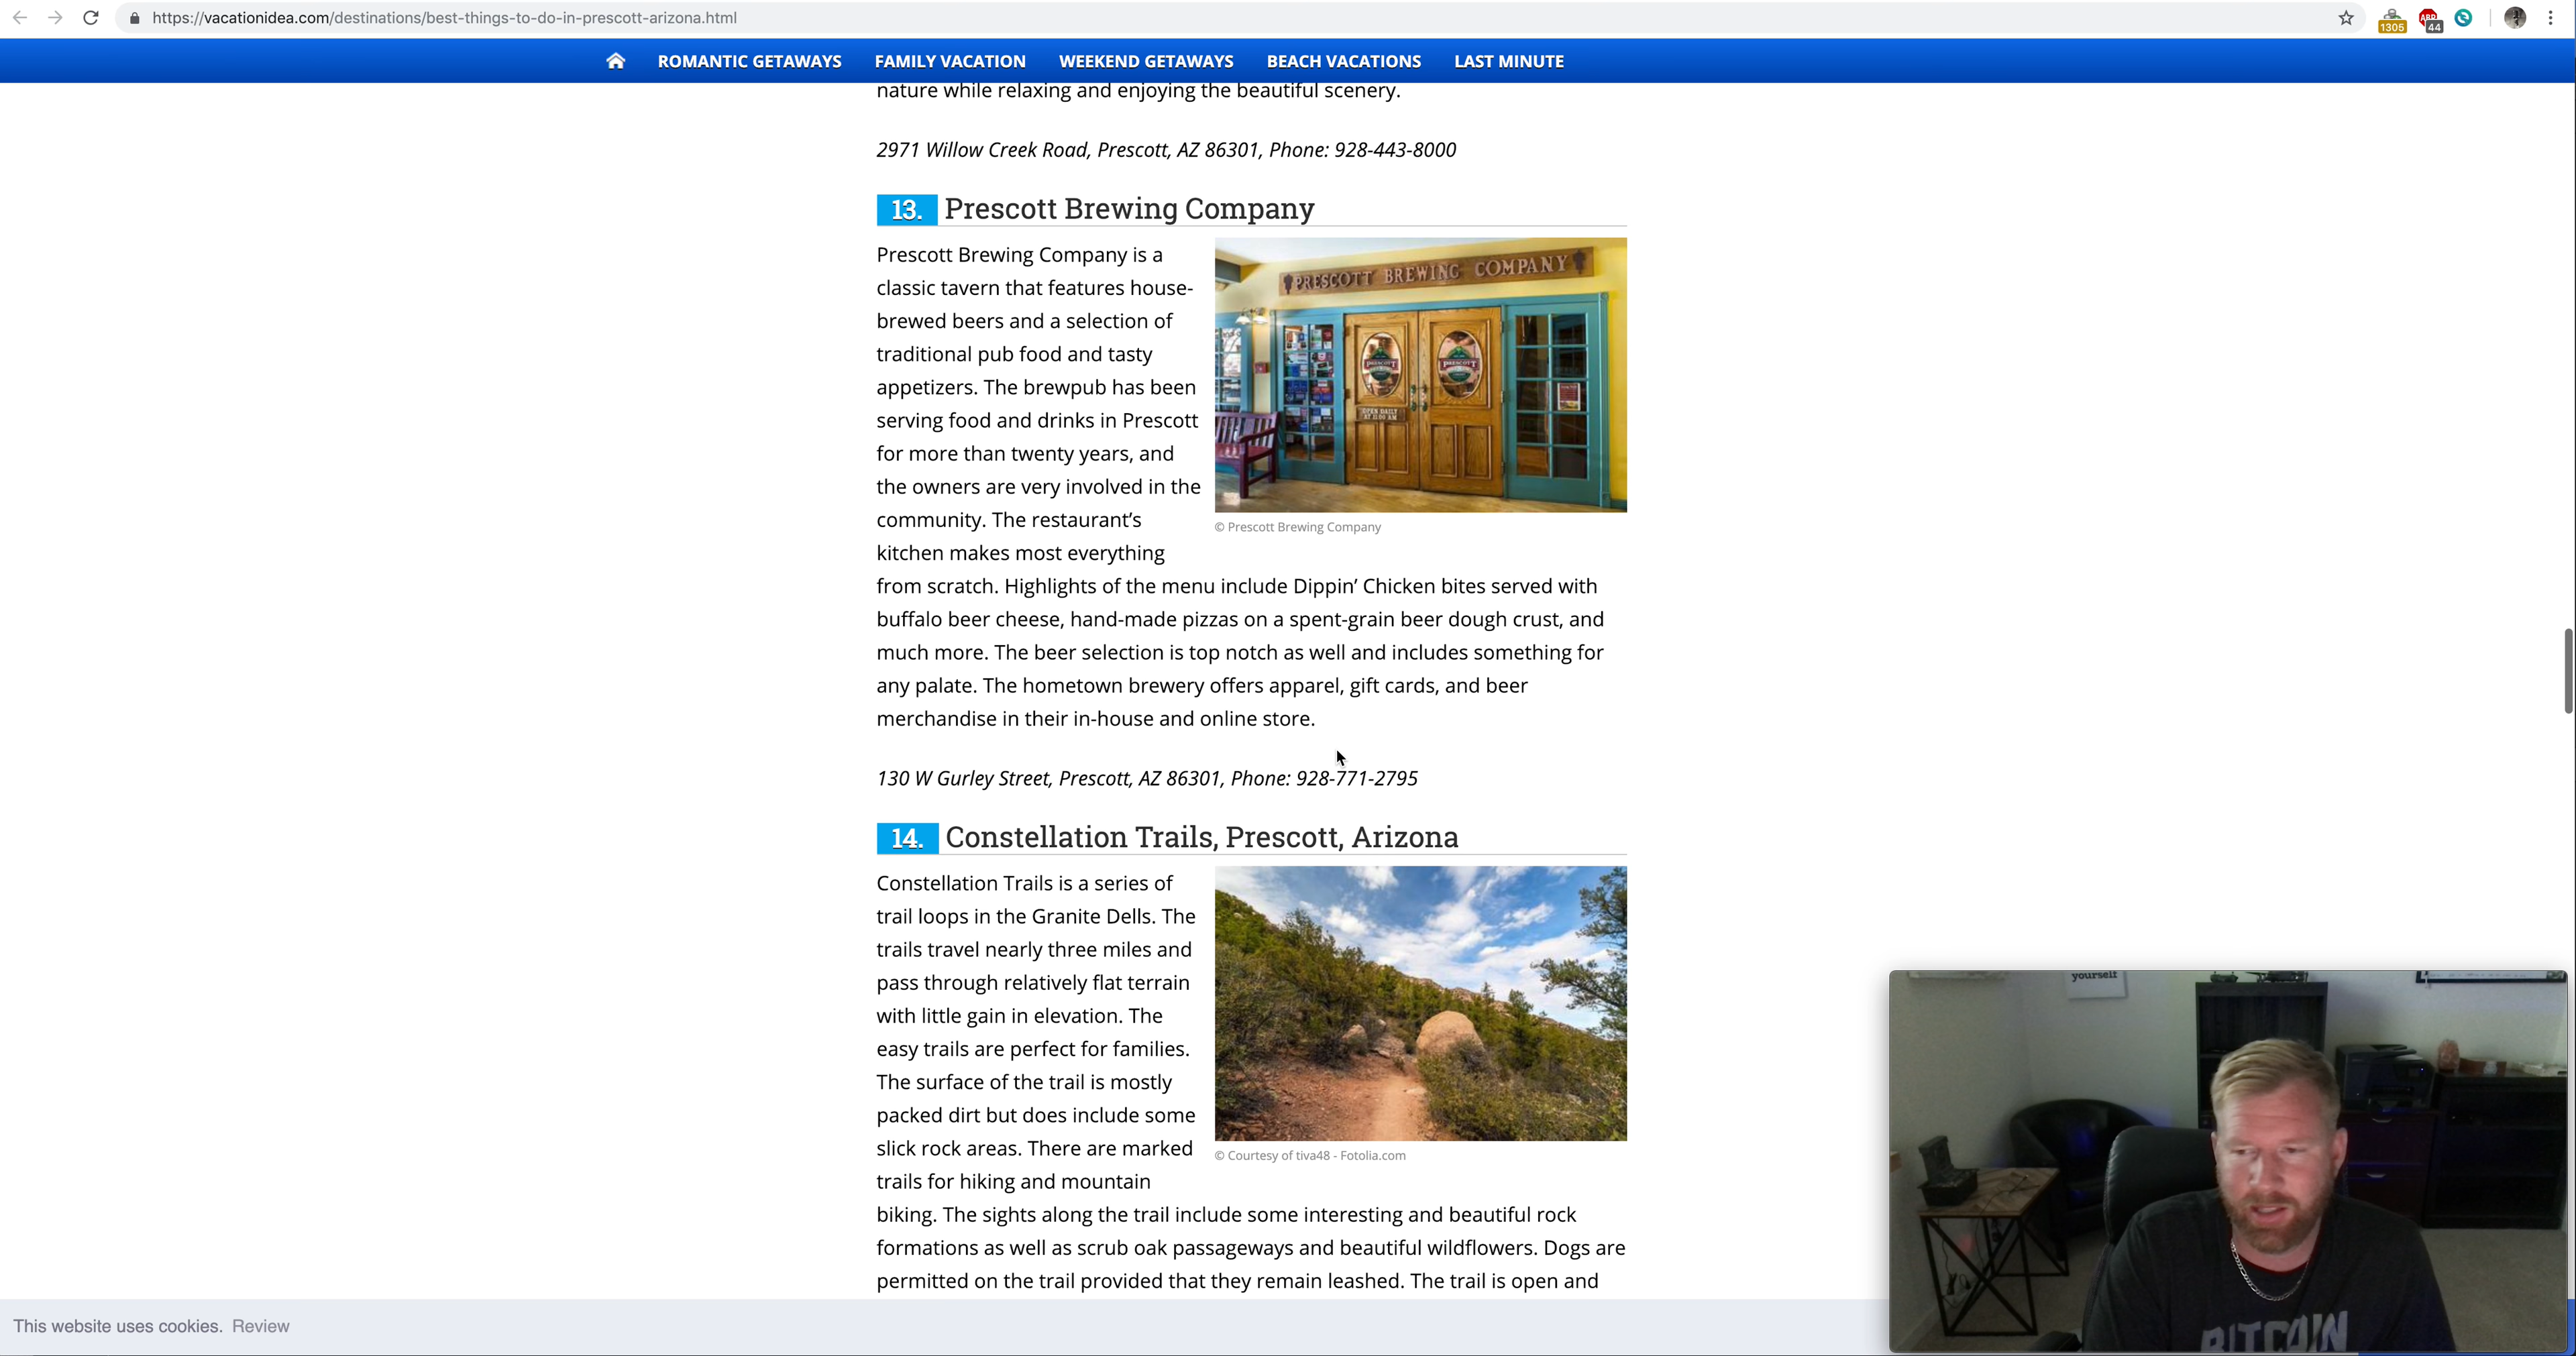 https://vacationidea.com/destinations/best-things-to-do-in-prescott-arizona.html
1305
ABP
44
ROMANTIC GETAWAYS FAMILY VACATION WEEKEND GETAWAYS BEACH VACATIONS LAST MINUTE
nature while relaxing and enjoying the beautiful scenery.
2971 Willow Creek Road, Prescott, AZ 86301, Phone: 928-443-8000
13. Prescott Brewing Company
Prescott Brewing Company is a
classic tavern that features house-
brewed beers and a selection of
traditional pub food and tasty
appetizers. The brewpub has been
serving food and drinks in Prescott
for more than twenty years, and
the owners are very involved in the
community. The restaurant’s
kitchen makes most everything
PRESCOTT BREWING COMPANY
PRESCOTT
PRESCOTT
OPEN DAILY
AT 11:00 AM
© Prescott Brewing Company
from scratch. Highlights of the menu include Dippin’ Chicken bites served with
buffalo beer cheese, hand-made pizzas on a spent-grain beer dough crust, and
much more. The beer selection is top notch as well and includes something for
any palate. The hometown brewery offers apparel, gift cards, and beer
merchandise in their in-house and online store.
130 W Gurley Street, Prescott, AZ 86301, Phone: 928-771-2795
14. Constellation Trails, Prescott, Arizona
Constellation Trails is a series of
trail loops in the Granite Dells. The
trails travel nearly three miles and
pass through relatively flat terrain
with little gain in elevation. The
easy trails are perfect for families.
The surface of the trail is mostly
packed dirt but does include some
slick rock areas. There are marked
trails for hiking and mountain
© Courtesy of tiva48 - Fotolia.com
biking. The sights along the trail include some interesting and beautiful rock
formations as well as scrub oak passageways and beautiful wildflowers. Dogs are
permitted on the trail provided that they remain leashed. The trail is open and
yourself
BITCOIN
This website uses cookies. Review